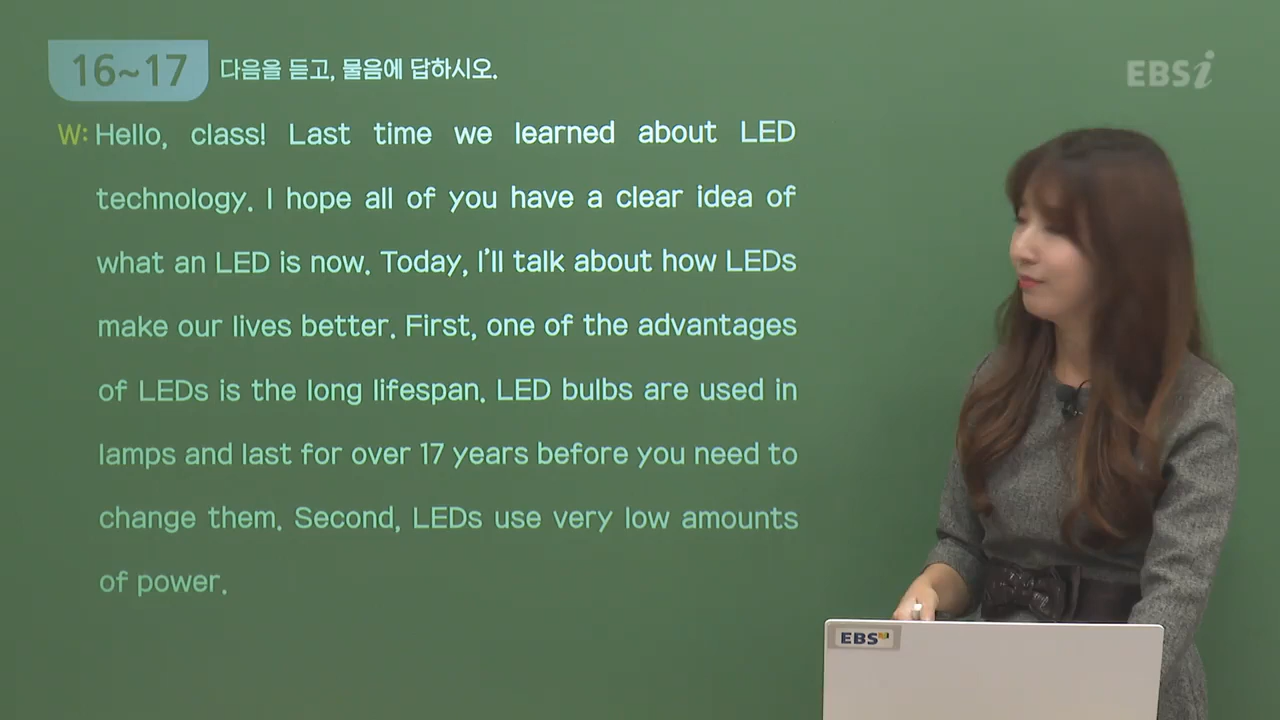 16~17 다음을 듣고, 물음에 답하시오.
EBSi
W: Hello, class! Last time we learned about LED
technology. I hope all of you have a clear idea of
what an LED is now. Today, I'll talk about how LEDs
make our lives better. First, one of the advantages
of LEDs is the long lifespan. LED bulbs are used in
lamps and last for over 17 years before you need to
change them. Second, LEDs use very low amounts
of power.
EBS